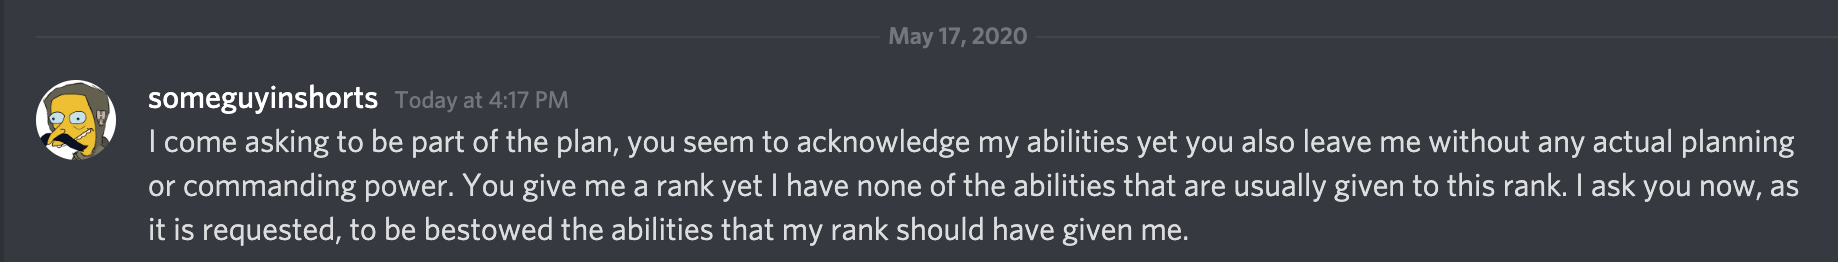 May 17, 2020
someguyinshorts Today at 4:17 PM
I come asking to be part of the plan, you seem to acknowledge my abilities yet you also leave me without any actual planning
or commanding power. You give me a rank yet I have none of the abilities that are usually given to this rank. I ask you now, as
it is requested, to be bestowed the abilities that my rank should have given me.